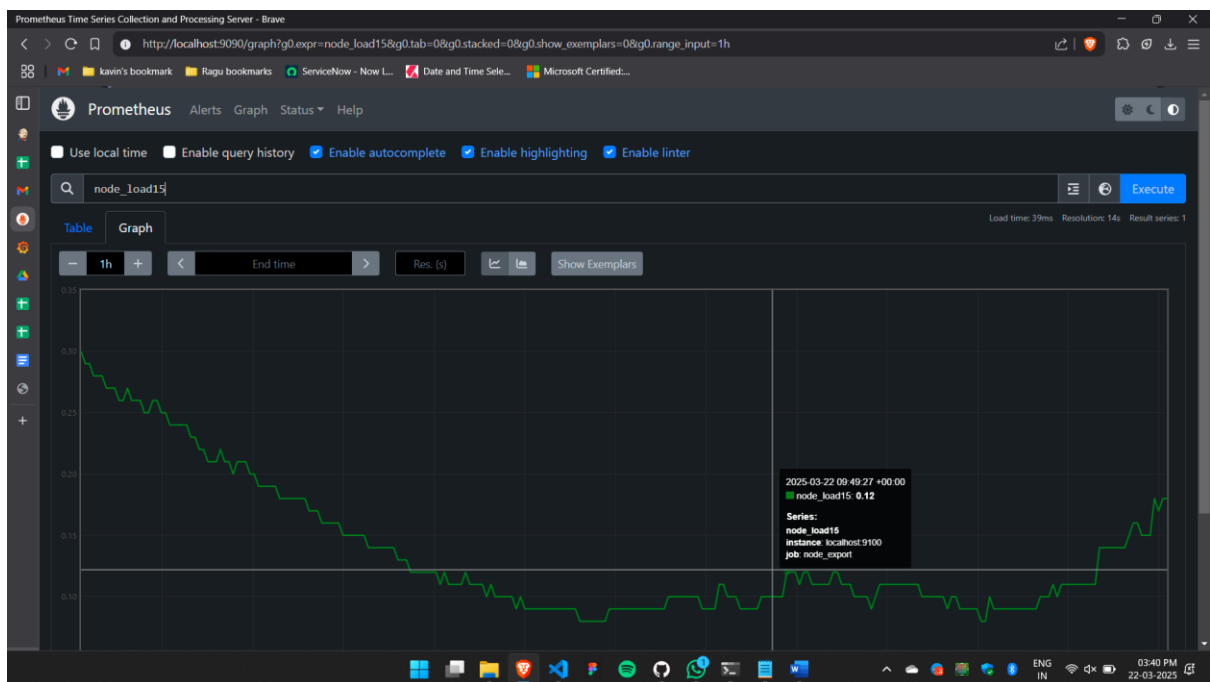 Prometheus Time Series Collection and Processing Server - Brave
http://localhost:9090/graph?g0.expr=node_load15&g0.tab=0&g0.stacked=0&g0.show_exemplars=0&g0.range_input=1h
kavin's bookmark Ragu bookmarks ServiceNow - Now L... Date and Time Sele... Microsoft Certified:...
Prometheus Alerts Graph Status Help
Use local time Enable query history Enable autocomplete Enable highlighting Enable linter
node_load15 Execute
Load time: 39ms Resolution: 14s Result series: 1
Table Graph
1h End time Res. (s) Show Exemplars
0.35
0.30
0.25
0.20
2025-03-22 09:49:27 +00:00
node_load15: 0.12
Series:
node_load15
0.15
instance: localhost:9100
job: node_export
0.10
ENG 03:40 PM
IN 22-03-2025